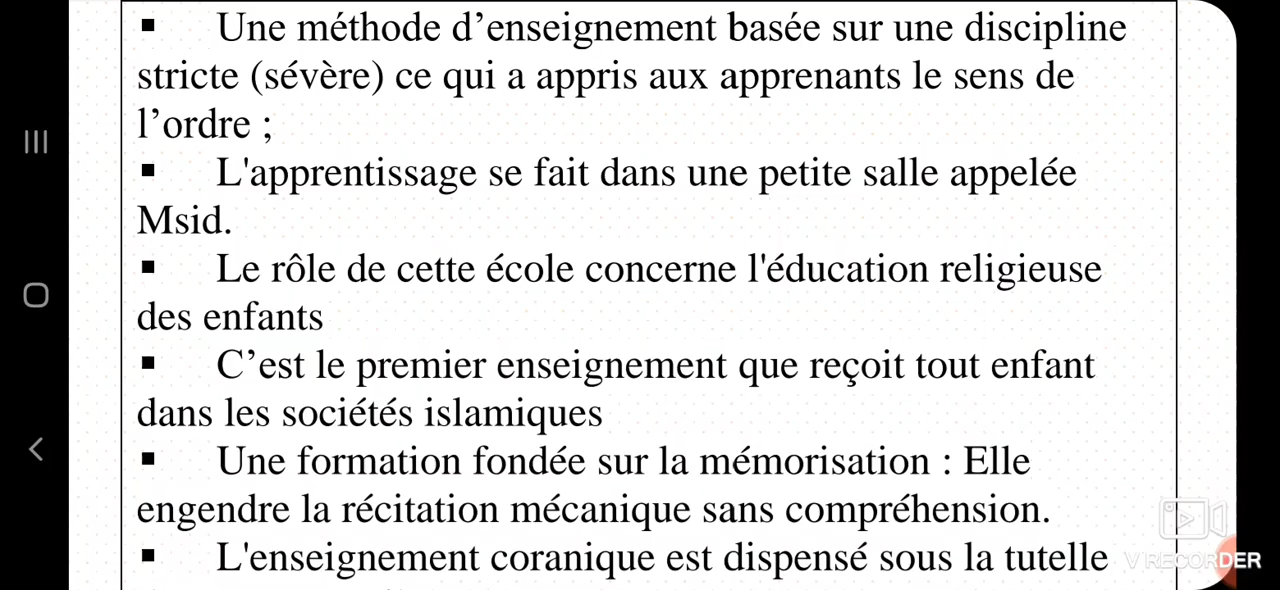 ▪ Une méthode d’enseignement basée sur une discipline
stricte (sévère) ce qui a appris aux apprenants le sens de
l’ordre ;
▪ L'apprentissage se fait dans une petite salle appelée
Msid.
▪ Le rôle de cette école concerne l'éducation religieuse
des enfants
▪ C’est le premier enseignement que reçoit tout enfant
dans les sociétés islamiques
▪ Une formation fondée sur la mémorisation : Elle
engendre la récitation mécanique sans compréhension.
▪ L'enseignement coranique est dispensé sous la tutelle
V RECORDER